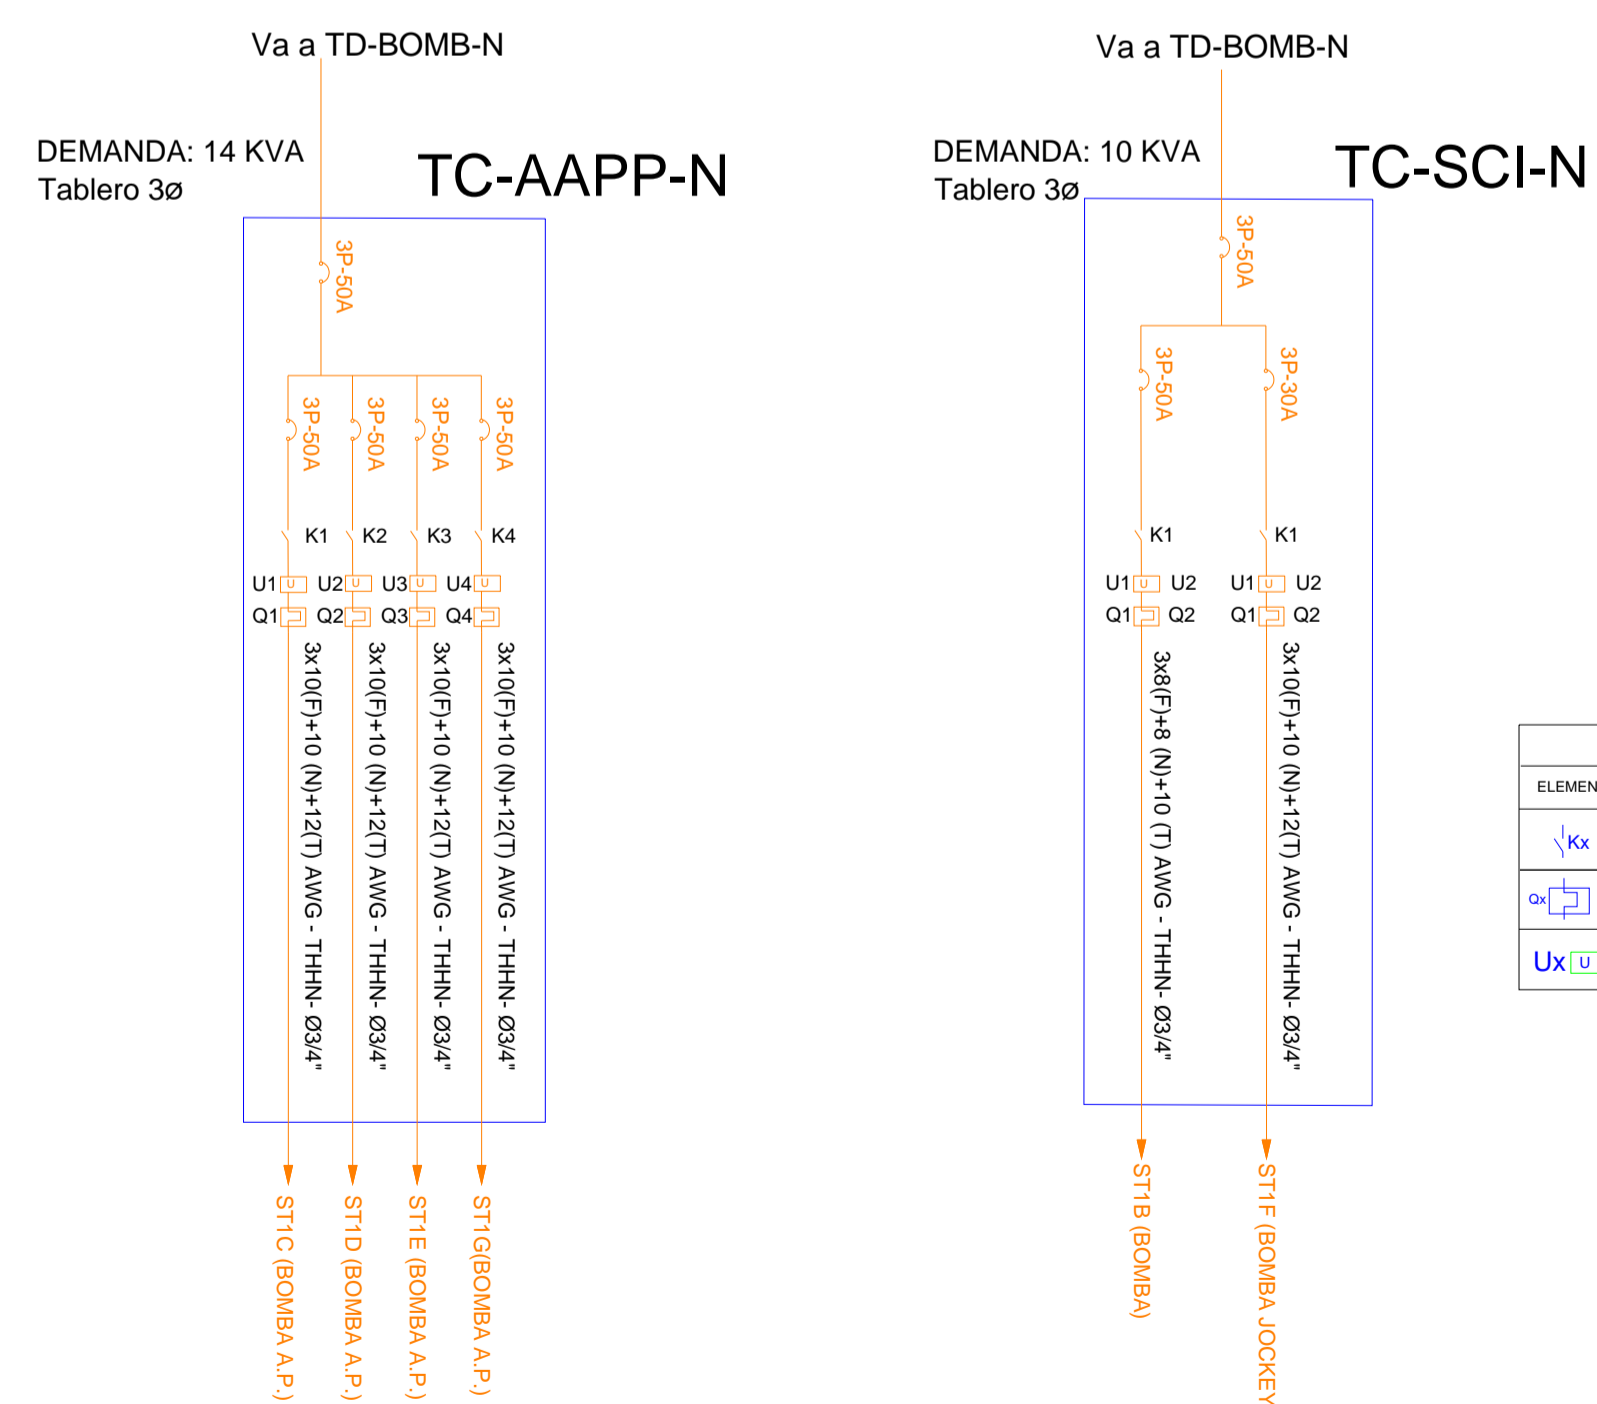 Va a TD-BOMB-N
DEMANDA: 14 KVA
Tablero 3ø
TC-AAPP-N
3P-50A
3P-50A
3P-50A
3P-50A
3P-50A
K1
K2
K3
K4
U1
U2
U3
U4
U
U
U
U
Q1
Q2
Q3
Q4
3x10(F)+10 (N)+12(T) AWG - THHN- Ø3/4"
3x10(F)+10 (N)+12(T) AWG - THHN- Ø3/4"
3x10(F)+10 (N)+12(T) AWG - THHN- Ø3/4"
3x10(F)+10 (N)+12(T) AWG - THHN- Ø3/4"
ST1C (BOMBA A.P.)
ST1D (BOMBA A.P.)
ST1E (BOMBA A.P.)
ST1G(BOMBA A.P.)
Va a TD-BOMB-N
DEMANDA: 10 KVA
Tablero 3ø
TC-SCI-N
3P-50A
3P-50A
3P-30A
K1
K1
U1 U U2
U1 U U2
Q1 Q2
Q1 Q2
3x8(F)+8 (N)+10 (T) AWG - THHN- Ø3/4"
3x10(F)+10 (N)+12(T) AWG - THHN- Ø3/4"
ST1B (BOMBA)
ST1F (BOMBA JOCKEY
ELEMEN
Kx
Qx
Ux U